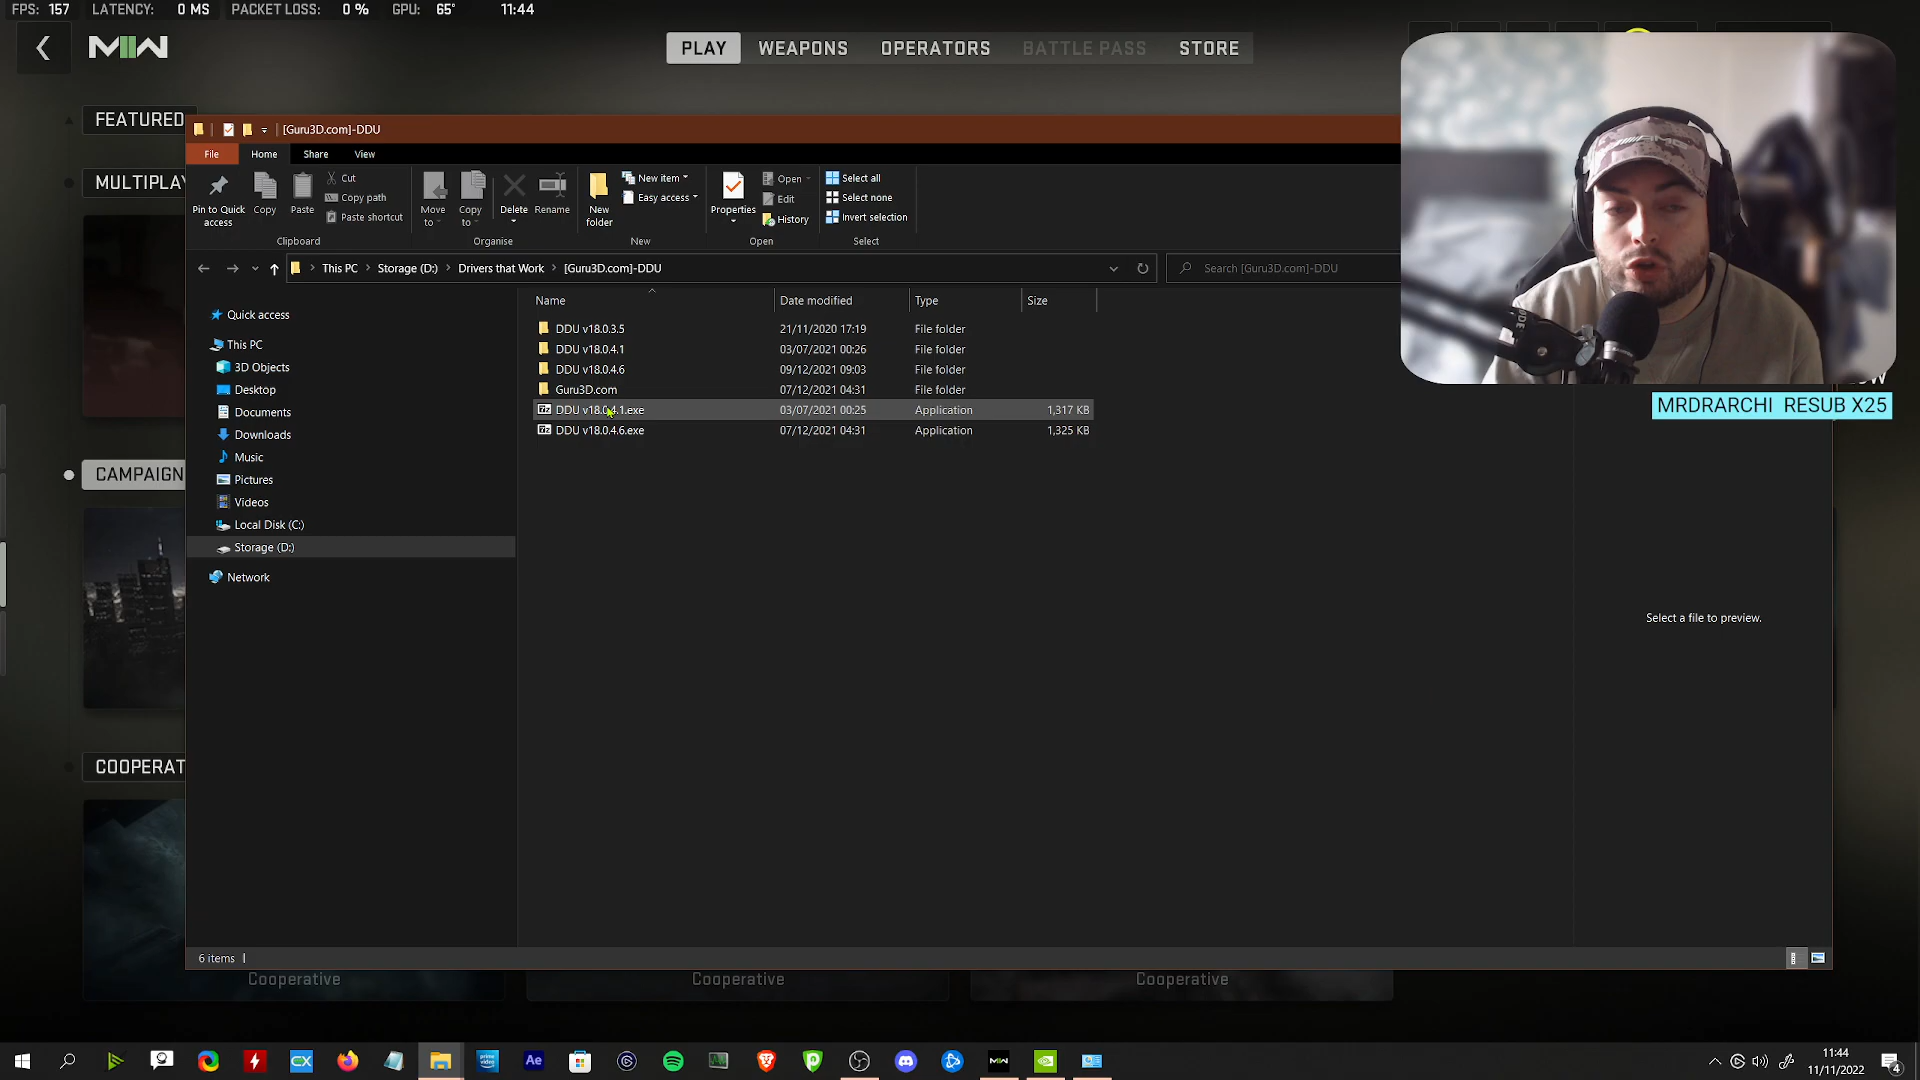 FPS: 157 LATENCY: 0 MS PACKET LOSS: 0 % GPU: 65° 11:44
MW
PLAY WEAPONS OPERATORS BATTLE PASS STORE
FEATURED
[Guru3D.com]-DDU
File Home Share View
MULTIPLAY
Pin to Quick access
Copy
Paste
Cut
Copy path
Paste shortcut
Clipboard
Move to
Copy to
Delete
Rename
Organise
New folder
New item
Easy access
New
Properties
Open
Edit
History
Open
Select all
Select none
Invert selection
Select
This PC Storage (D:) Drivers that Work [Guru3D.com]-DDU
Search [Guru3D.com]-DDU
Quick access
This PC
3D Objects
Desktop
Documents
Downloads
Music
Pictures
Videos
Local Disk (C:)
Storage (D:)
Network
Name Date modified Type Size
DDU v18.0.3.5 21/11/2020 17:19 File folder
DDU v18.0.4.1 03/07/2021 00:26 File folder
DDU v18.0.4.6 09/12/2021 09:03 File folder
Guru3D.com 07/12/2021 04:31 File folder
DDU v18.0.4.1.exe 03/07/2021 00:25 Application 1,317 KB
DDU v18.0.4.6.exe 07/12/2021 04:31 Application 1,325 KB
MRDRARCHI RESUB X25
CAMPAIGN
Select a file to preview.
COOPERAT
6 items
Cooperative Cooperative Cooperative
11:44
11/11/2022
4